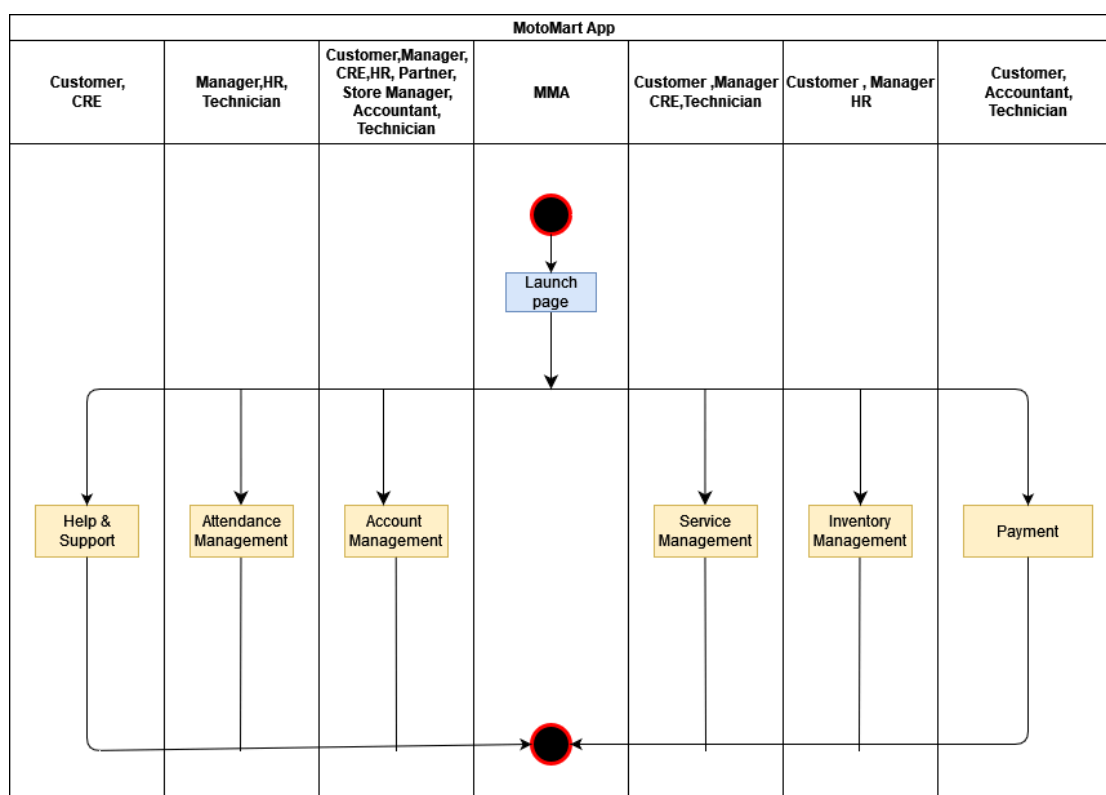 MotoMart App
Customer,
CRE
Manager,HR,
Technician
Customer,Manager,
CRE,HR, Partner,
Store Manager,
Accountant,
Technician
MMA
Customer ,Manager
CRE,Technician
Customer , Manager
HR
Customer,
Accountant,
Technician
Launch
page
Help &
Support
Attendance
Management
Account
Management
Service
Management
Inventory
Management
Payment